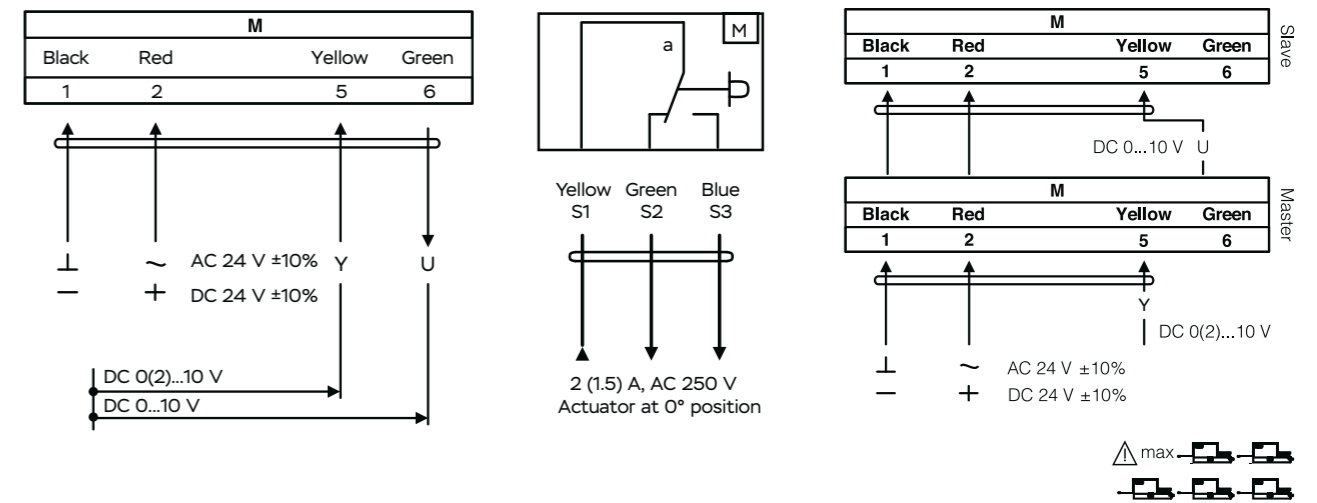 M
Black Red Yellow Green
1 2 5 6
⊥ ~ AC 24 V ±10% Y U
− + DC 24 V ±10%
DC 0(2)...10 V
DC 0...10 V
M
a
Yellow Green Blue
S1 S2 S3
2 (1.5) A, AC 250 V
Actuator at 0° position
M
Black Red Yellow Green
1 2 5 6
Slave
DC 0...10 V U
M
Black Red Yellow Green
1 2 5 6
Master
Y
DC 0(2)...10 V
⊥ ~ AC 24 V ±10%
− + DC 24 V ±10%
max